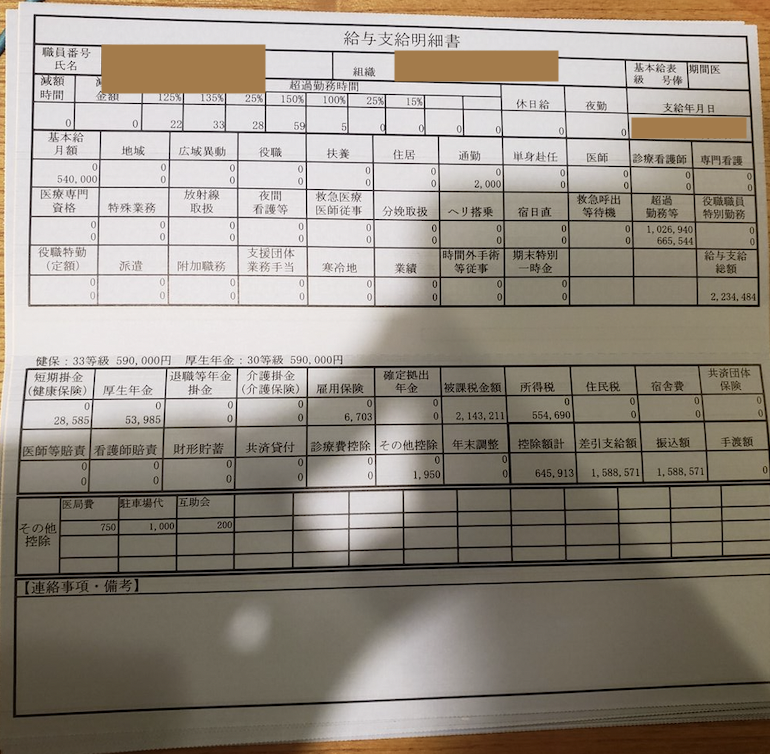 給与支給明細書
職員番号 氏名 組織 基本給表 級 号俸 期間医
減額時間 金額 超過勤務時間 125% 135% 25% 150% 100% 25% 15% 休日給 夜勤 支給年月日
0 0 22 33 28 59 5 0 0 0 0 0
基本給月額 地域 広域異動 役職 扶養 住居 通勤 単身赴任 医師 診療看護師 専門看護
0 0 0 0 0 0 0 0 0 0 0
540,000 0 0 0 0 0 2,000 0 0 0 0
医療専門資格 特殊業務 放射線取扱 夜間看護等 救急医療医師従事 分娩取扱 ヘリ搭乗 宿日直 救急呼出等待機 超過勤務等 役職職員特別勤務
0 0 0 0 0 0 0 0 0 1,026,940 0
0 0 0 0 0 0 0 0 0 665,544 0
役職特勤(定額) 派遣 附加職務 支援団体業務手当 寒冷地 業績 時間外手術等従事 期末特別一時金 給与支給総額
0 0 0 0 0 0 0 0
0 0 0 0 0 0 0 0 2,234,484
健保：33等級 590,000円 厚生年金：30等級 590,000円
短期掛金(健康保険) 厚生年金 退職等年金掛金 介護掛金(介護保険) 雇用保険 確定拠出年金 被課税金額 所得税 住民税 宿舎費 共済団体保険
0 0 0 0 0 0 0 0 0 0 0
28,585 53,985 0 0 6,703 0 2,143,211 554,690 0 0 0
医師等賠責 看護師賠責 財形貯蓄 共済貸付 診療費控除 その他控除 年末調整 控除額計 差引支給額 振込額 手渡額
0 0 0 0 0 0 0
0 0 0 0 0 1,950 0 645,913 1,588,571 1,588,571 0
その他控除 医局費 駐車場代 互助会
750 1,000 200
【連絡事項・備考】